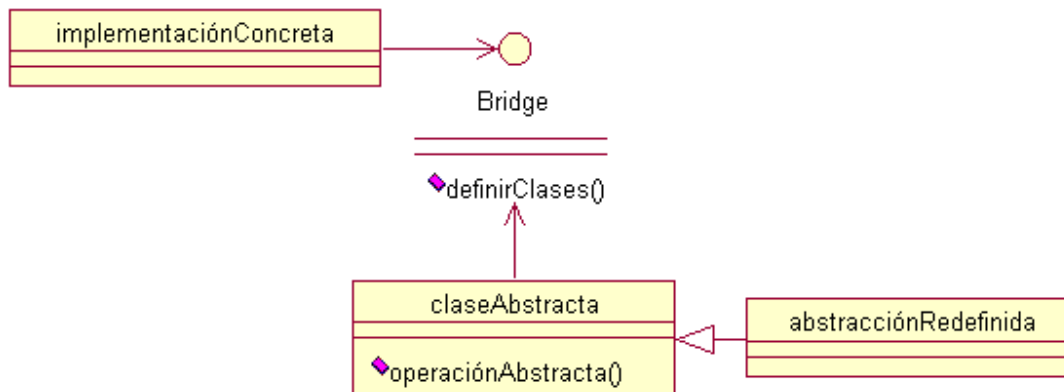 implementaciónConcreta
Bridge
definirClases()
claseAbstracta
operaciónAbstracta()
abstracciónRedefinida